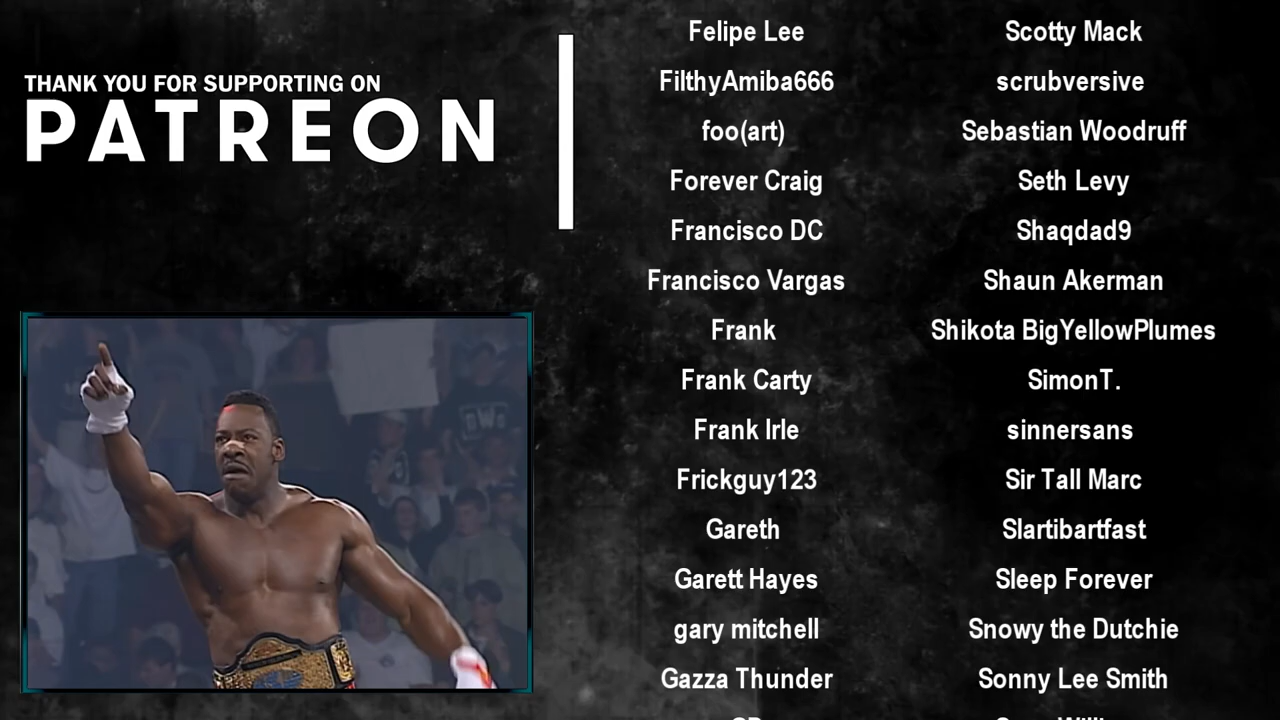 THANK YOU FOR SUPPORTING ON
PATREON
Felipe Lee
FilthyAmiba666
foo(art)
Forever Craig
Francisco DC
Francisco Vargas
Frank
Frank Carty
Frank Irle
Frickguy123
Gareth
Garett Hayes
gary mitchell
Gazza Thunder
Scotty Mack
scrubversive
Sebastian Woodruff
Seth Levy
Shaqdad9
Shaun Akerman
Shikota BigYellowPlumes
SimonT.
sinnersans
Sir Tall Marc
Slartibartfast
Sleep Forever
Snowy the Dutchie
Sonny Lee Smith